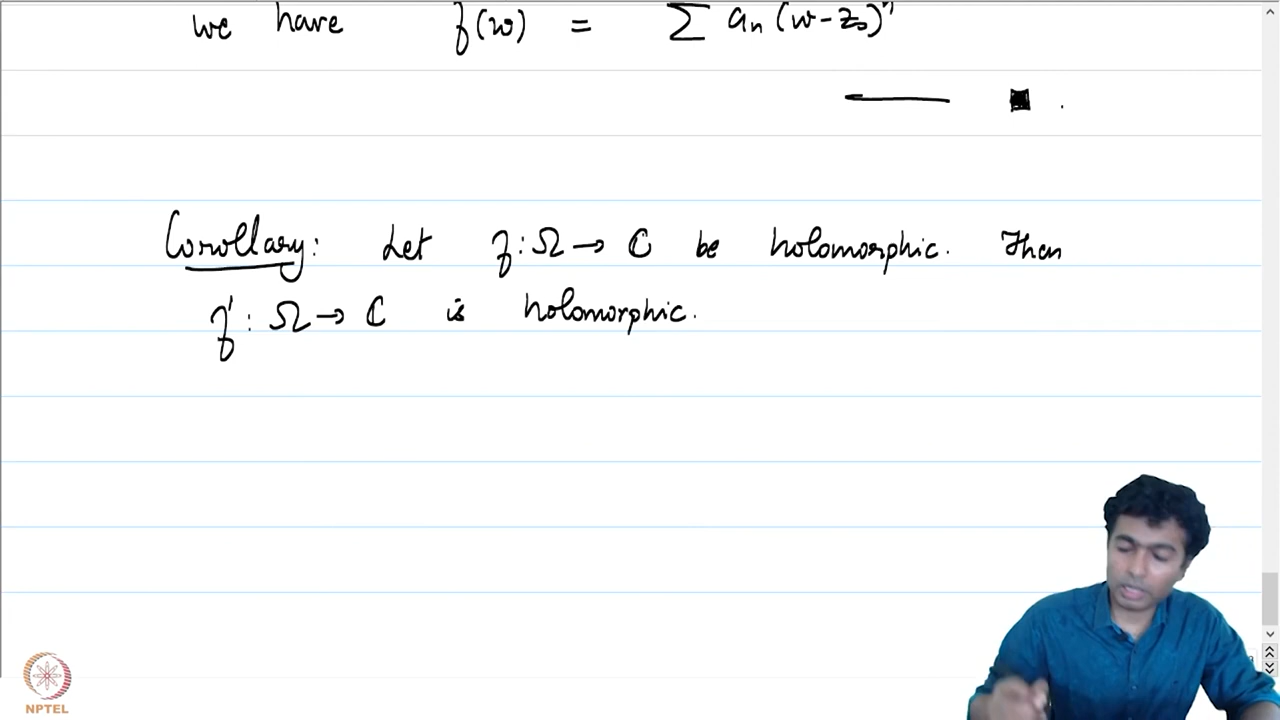 we have f(w) = ∑ aₙ (w - z₀)ⁿ
Corollary: Let f: Ω → ℂ be holomorphic. Then
f': Ω → ℂ is holomorphic.
NPTEL